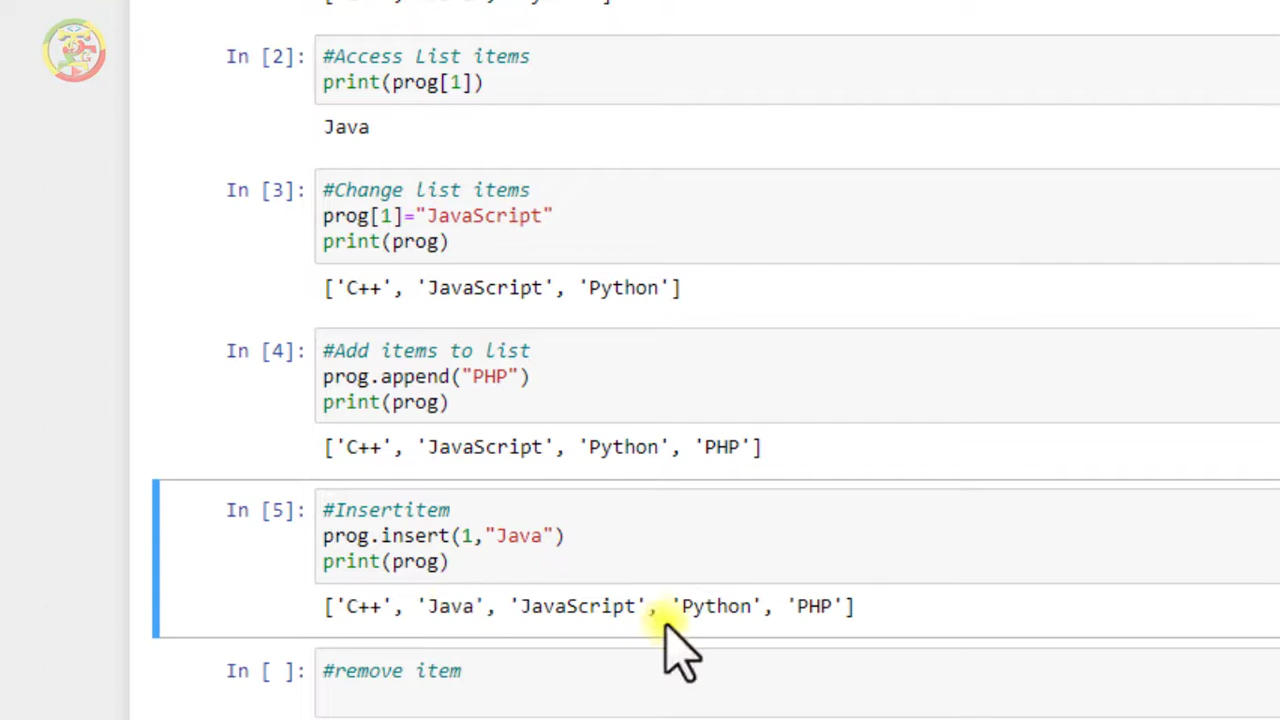 In [2]: #Access List items
print(prog[1])
Java
In [3]: #Change list items
prog[1]="JavaScript"
print(prog)
['C++', 'JavaScript', 'Python']
In [4]: #Add items to list
prog.append("PHP")
print(prog)
['C++', 'JavaScript', 'Python', 'PHP']
In [5]: #Insertitem
prog.insert(1,"Java")
print(prog)
['C++', 'Java', 'JavaScript', 'Python', 'PHP']
In [ ]: #remove item